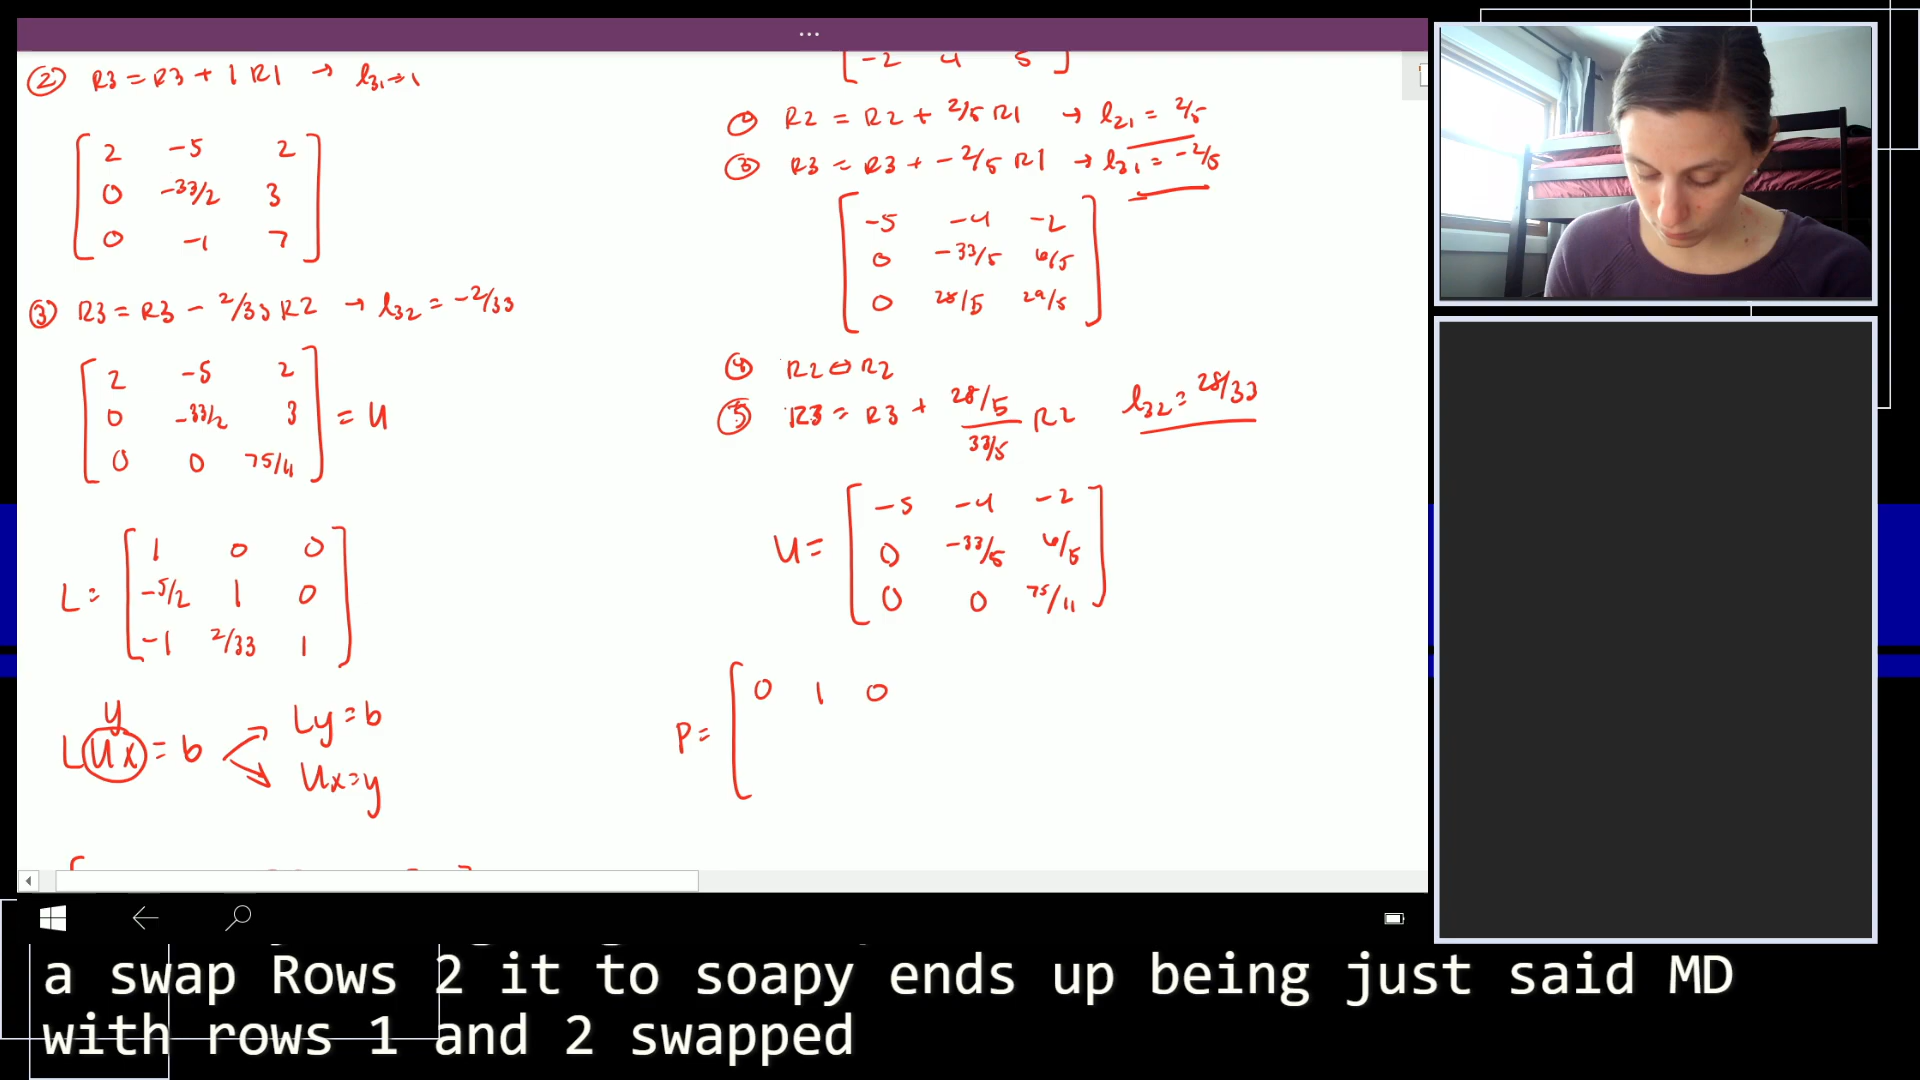 ...
② R3 = R3 + 1 R1 → l31 → 1
[ 2 -5 2
0 -33/2 3
0 -1 7 ]
③ R3 = R3 - 2/33 R2 → l32 = -2/33
[ 2 -5 2
0 -33/2 3
0 0 75/11 ] = U
L = [ 1 0 0
-5/2 1 0
-1 2/33 1 ]
y
LUx = b
Ly = b
Ux = y
[ -2 4 5 ]
R2 = R2 + 2/5 R1 → l21 = 2/5
③ R3 = R3 + -2/5 R1 → l31 = -2/5
[ -5 -4 -2
0 -33/5 6/5
0 28/5 29/5 ]
④ R2 ⇔ R2
⑤ R3 = R3 + 28/5 / 33/5 R2 l32 = 28/33
U = [ -5 -4 -2
0 -33/5 6/5
0 0 75/11 ]
P = [ 0 1 0
a swap Rows 2 it to soapy ends up being just said MD
with rows 1 and 2 swapped